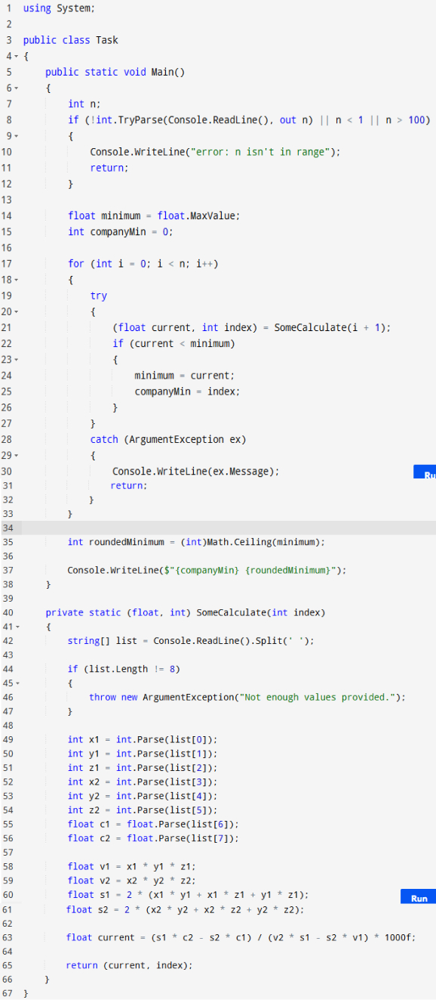 1 using System;
2
3 public class Task
4 {
5 public static void Main()
6 {
7 int n;
8 if (!int.TryParse(Console.ReadLine(), out n) || n < 1 || n > 100)
9 {
10 Console.WriteLine("error: n isn't in range");
11 return;
12 }
13
14 float minimum = float.MaxValue;
15 int companyMin = 0;
16
17 for (int i = 0; i < n; i++)
18 {
19 try
20 {
21 (float current, int index) = SomeCalculate(i + 1);
22 if (current < minimum)
23 {
24 minimum = current;
25 companyMin = index;
26 }
27 }
28 catch (ArgumentException ex)
29 {
30 Console.WriteLine(ex.Message);
Ru
31 return;
32 }
33 }
34
35 int roundedMinimum = (int)Math.Ceiling(minimum);
36
37 Console.WriteLine($"{companyMin} {roundedMinimum}");
38 }
39
40 private static (float, int) SomeCalculate(int index)
41 {
42 string[] list = Console.ReadLine().Split(' ');
43
44 if (list.Length != 8)
45 {
46 throw new ArgumentException("Not enough values provided.");
47 }
48
49 int x1 = int.Parse(list[0]);
50 int y1 = int.Parse(list[1]);
51 int z1 = int.Parse(list[2]);
52 int x2 = int.Parse(list[3]);
53 int y2 = int.Parse(list[4]);
54 int z2 = int.Parse(list[5]);
55 float c1 = float.Parse(list[6]);
56 float c2 = float.Parse(list[7]);
57
58 float v1 = x1 * y1 * z1;
59 float v2 = x2 * y2 * z2;
60 float s1 = 2 * (x1 * y1 + x1 * z1 + y1 * z1);
Run
61 float s2 = 2 * (x2 * y2 + x2 * z2 + y2 * z2);
62
63 float current = (s1 * c2 - s2 * c1) / (v2 * s1 - s2 * v1) * 1000f;
64
65 return (current, index);
66 }
67 }